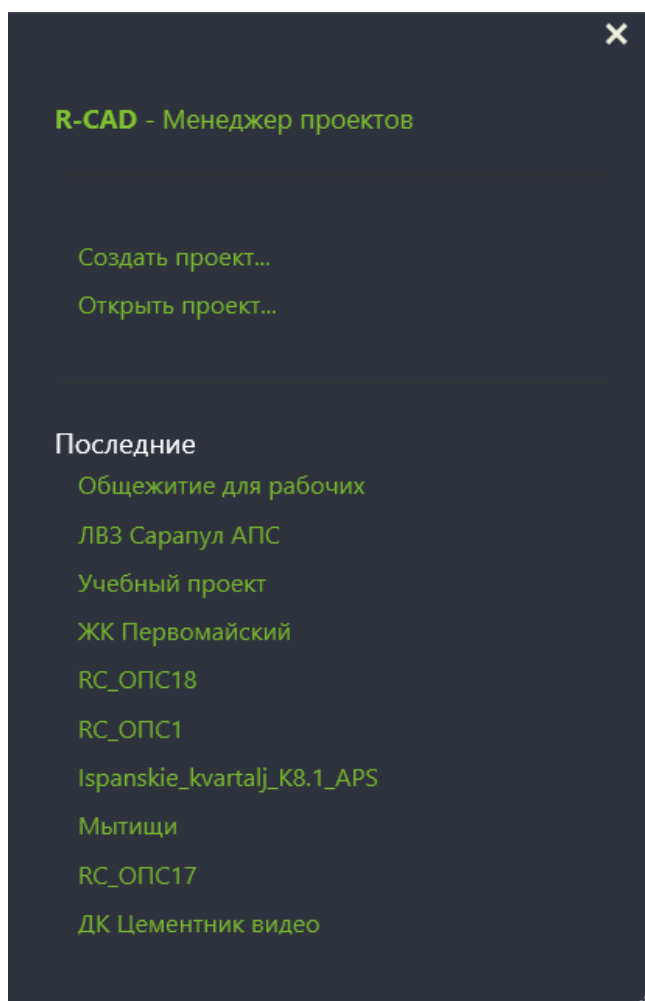 R-CAD - Менеджер проектов
Создать проект...
Открыть проект...
Последние
Общежитие для рабочих
ЛВЗ Сарапул АПС
Учебный проект
ЖК Первомайский
RC_ОПС18
RC_ОПС1
Ispanskie_kvartalj_K8.1_APS
Мытищи
RC_ОПС17
ДК Цементник видео